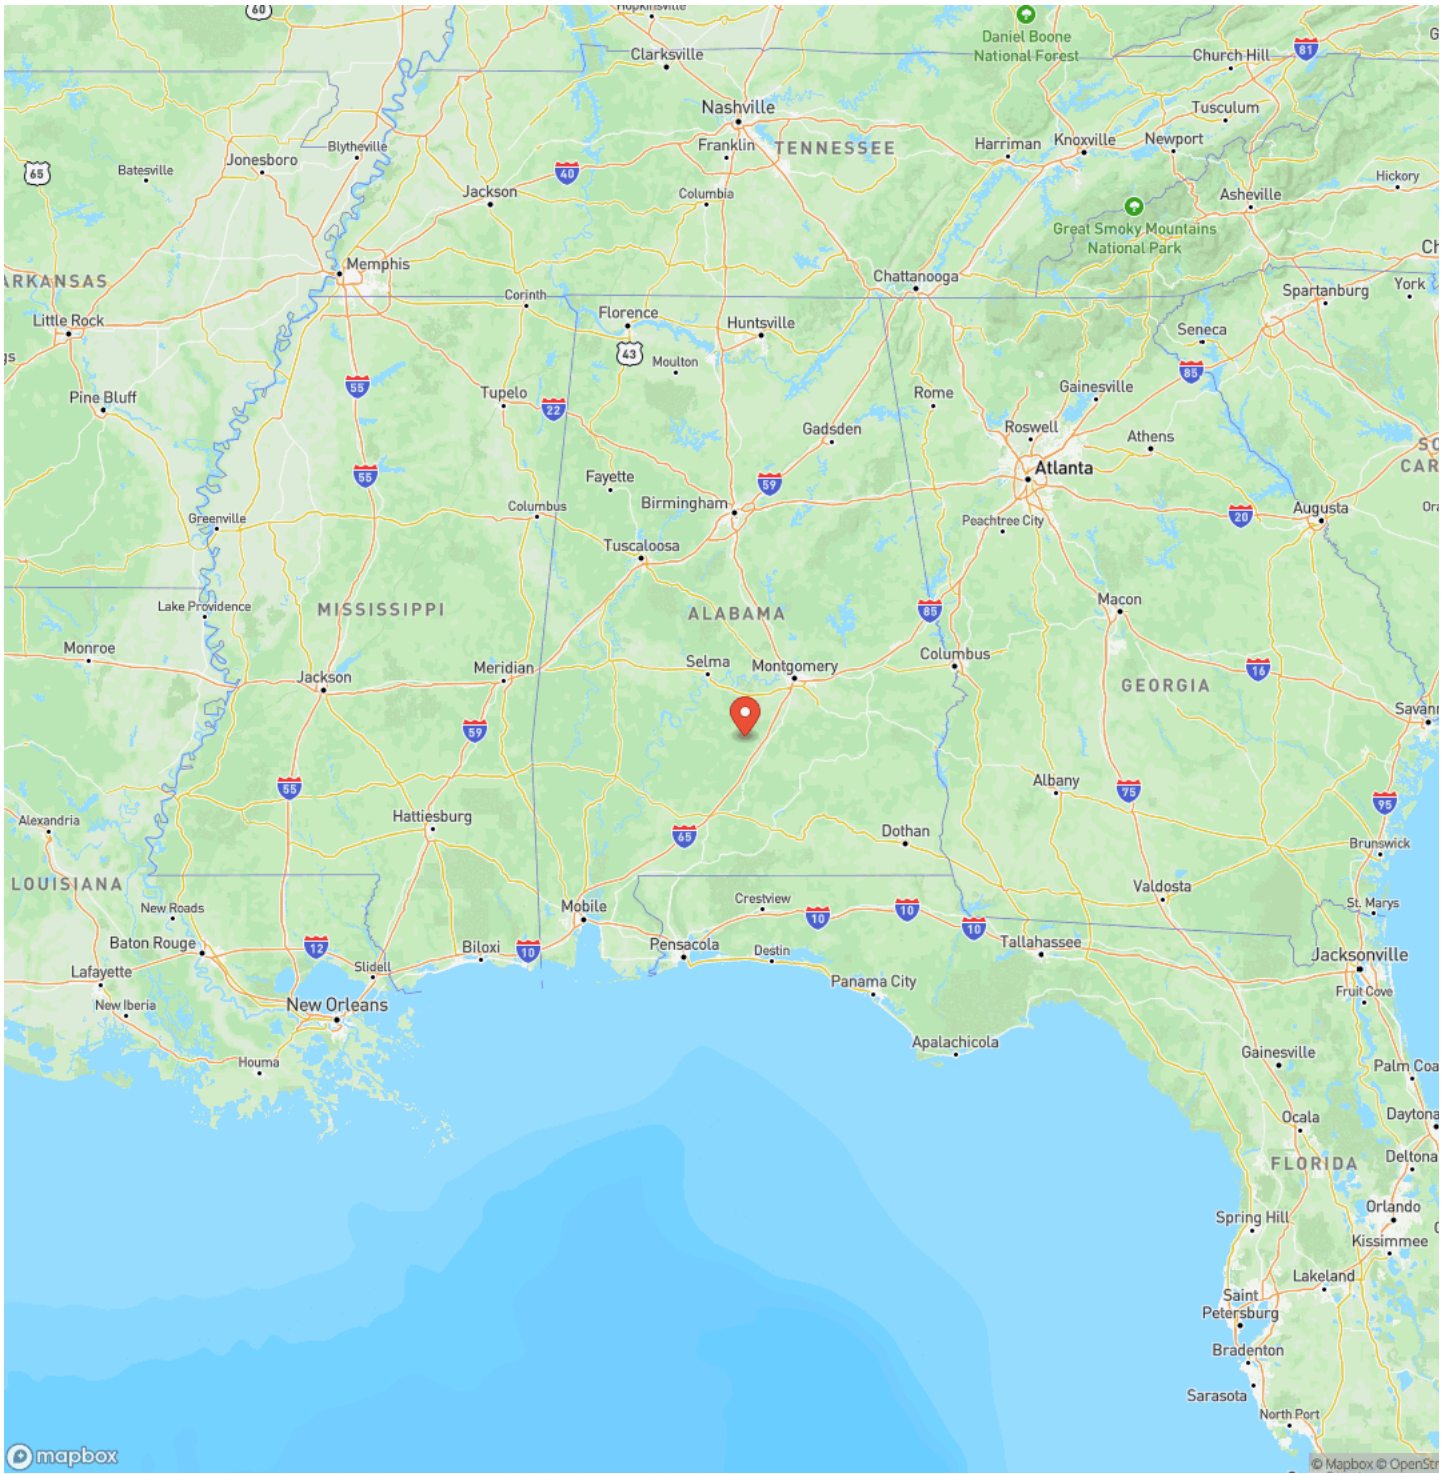 60
Hopkinsville
Daniel Boone
National Forest
Clarksville
Church Hill
81
Nashville
Tusculum
Franklin
TENNESSEE
Harriman
Knoxville
Newport
Blytheville
Jonesboro
65
Batesville
40
Jackson
Columbia
Asheville
Hickory
Great Smoky Mountains
National Park
Memphis
Chattanooga
ARKANSAS
Corinth
Spartanburg
York
Little Rock
Florence
Huntsville
Seneca
43
Moulton
55
85
Pine Bluff
Tupelo
22
Rome
Gainesville
Gadsden
Roswell
Athens
Atlanta
55
Fayette
59
Birmingham
Columbus
Greenville
Peachtree City
20
Augusta
Tuscaloosa
Lake Providence
MISSISSIPPI
ALABAMA
85
Macon
Monroe
Jackson
Meridian
Selma
Montgomery
Columbus
16
GEORGIA
59
55
Albany
75
95
Alexandria
Hattiesburg
65
Dothan
Brunswick
LOUISIANA
Valdosta
New Roads
Mobile
Crestview
10
10
10
St. Marys
Baton Rouge
12
Biloxi
10
Pensacola
Destin
Tallahassee
Jacksonville
Lafayette
Slidell
Panama City
New Iberia
New Orleans
Fruit Cove
Houma
Apalachicola
Gainesville
Palm Coa
Ocala
Daytona
FLORIDA
Deltona
Spring Hill
Orlando
Kissimmee
Lakeland
Saint
Petersburg
Bradenton
Sarasota
North Port
mapbox
© Mapbox © OpenStr